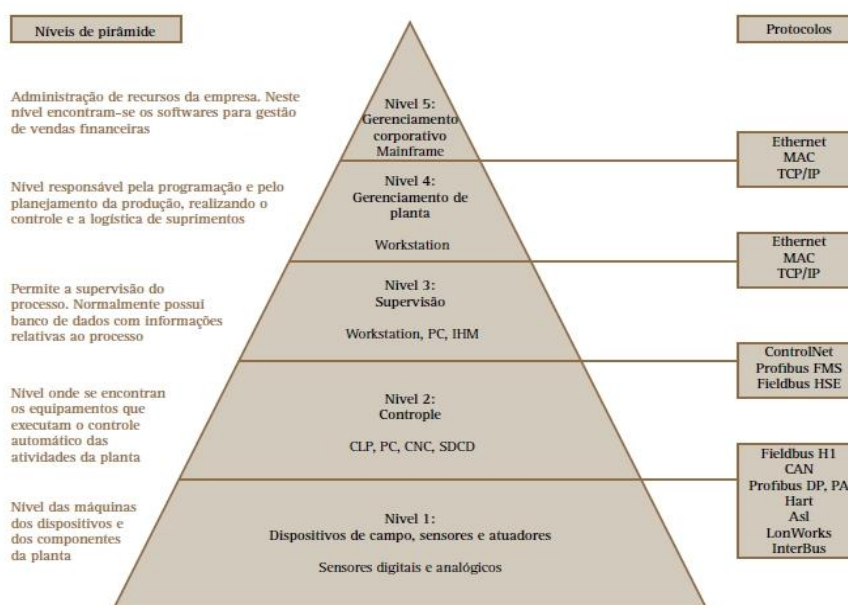 Níveis de pirâmide
Protocolos
Administração de recursos da empresa. Neste
nível encontram-se os softwares para gestão
de vendas financeiras
Nivel 5:
Gerenciamento
corporativo
Mainframe
Ethernet
MAC
TCP/IP
Nível responsável pela programação e pelo
planejamento da produção, realizando o
controle e a logística de suprimentos
Nivel 4:
Gerenciamento de
planta
Workstation
Ethernet
MAC
TCP/IP
Permite a supervisão do
processo. Normalmente possui
banco de dados com informações
relativas ao processo
Nivel 3:
Supervisão
Workstation, PC, IHM
ControlNet
Profibus FMS
Fieldbus HSE
Nível onde se encontran
os equipamentos que
executam o controle
automático das
atividades da planta
Nivel 2:
Controple
CLP, PC, CNC, SDCD
Fieldbus H1
CAN
Profibus DP, PA
Hart
Asl
LonWorks
InterBus
Nível das máquinas
dos dispositivos e
dos componentes
da planta
Nivel 1:
Dispositivos de campo, sensores e atuadores
Sensores digitais e analógicos